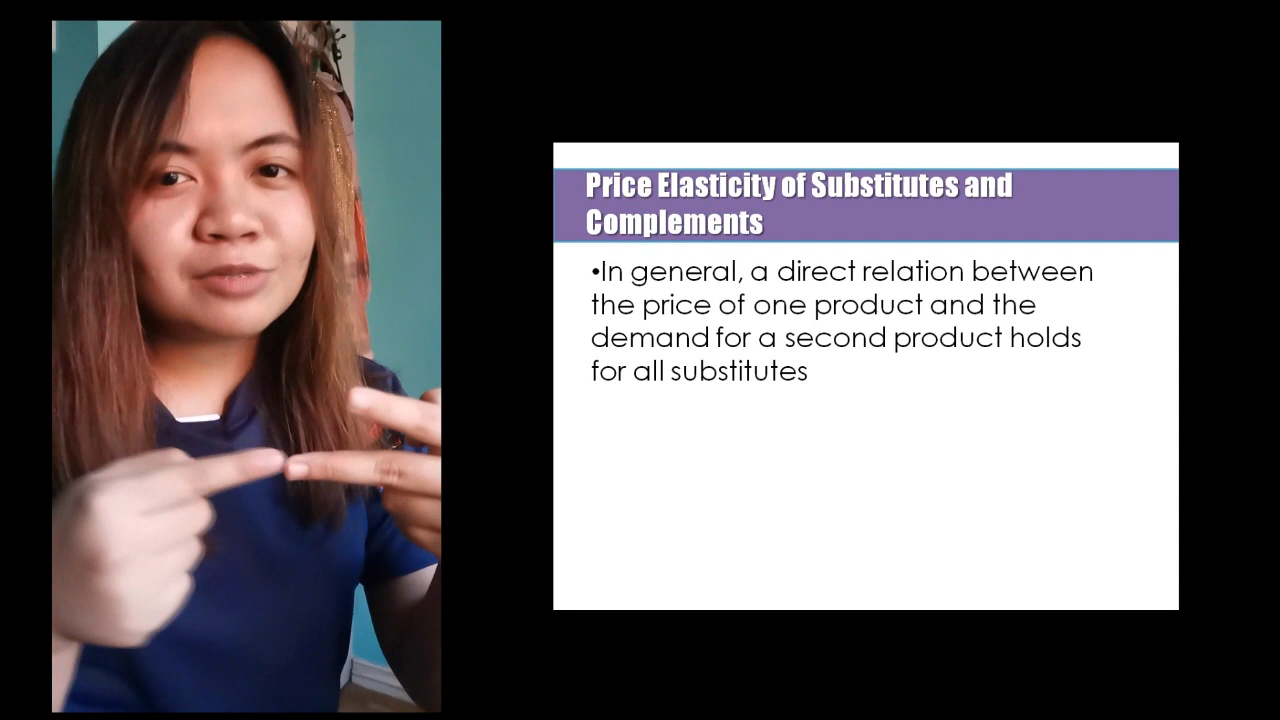 Price Elasticity of Substitutes and
Complements
•In general, a direct relation between
the price of one product and the
demand for a second product holds
for all substitutes